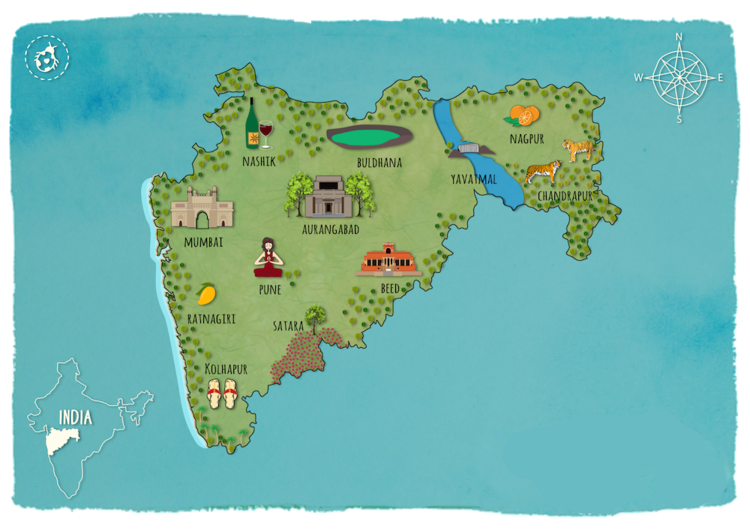 N
W E
S
NASHIK
BULDHANA
NAGPUR
YAVATMAL
CHANDRAPUR
MUMBAI
AURANGABAD
PUNE
BEED
RATNAGIRI
SATARA
KOLHAPUR
INDIA